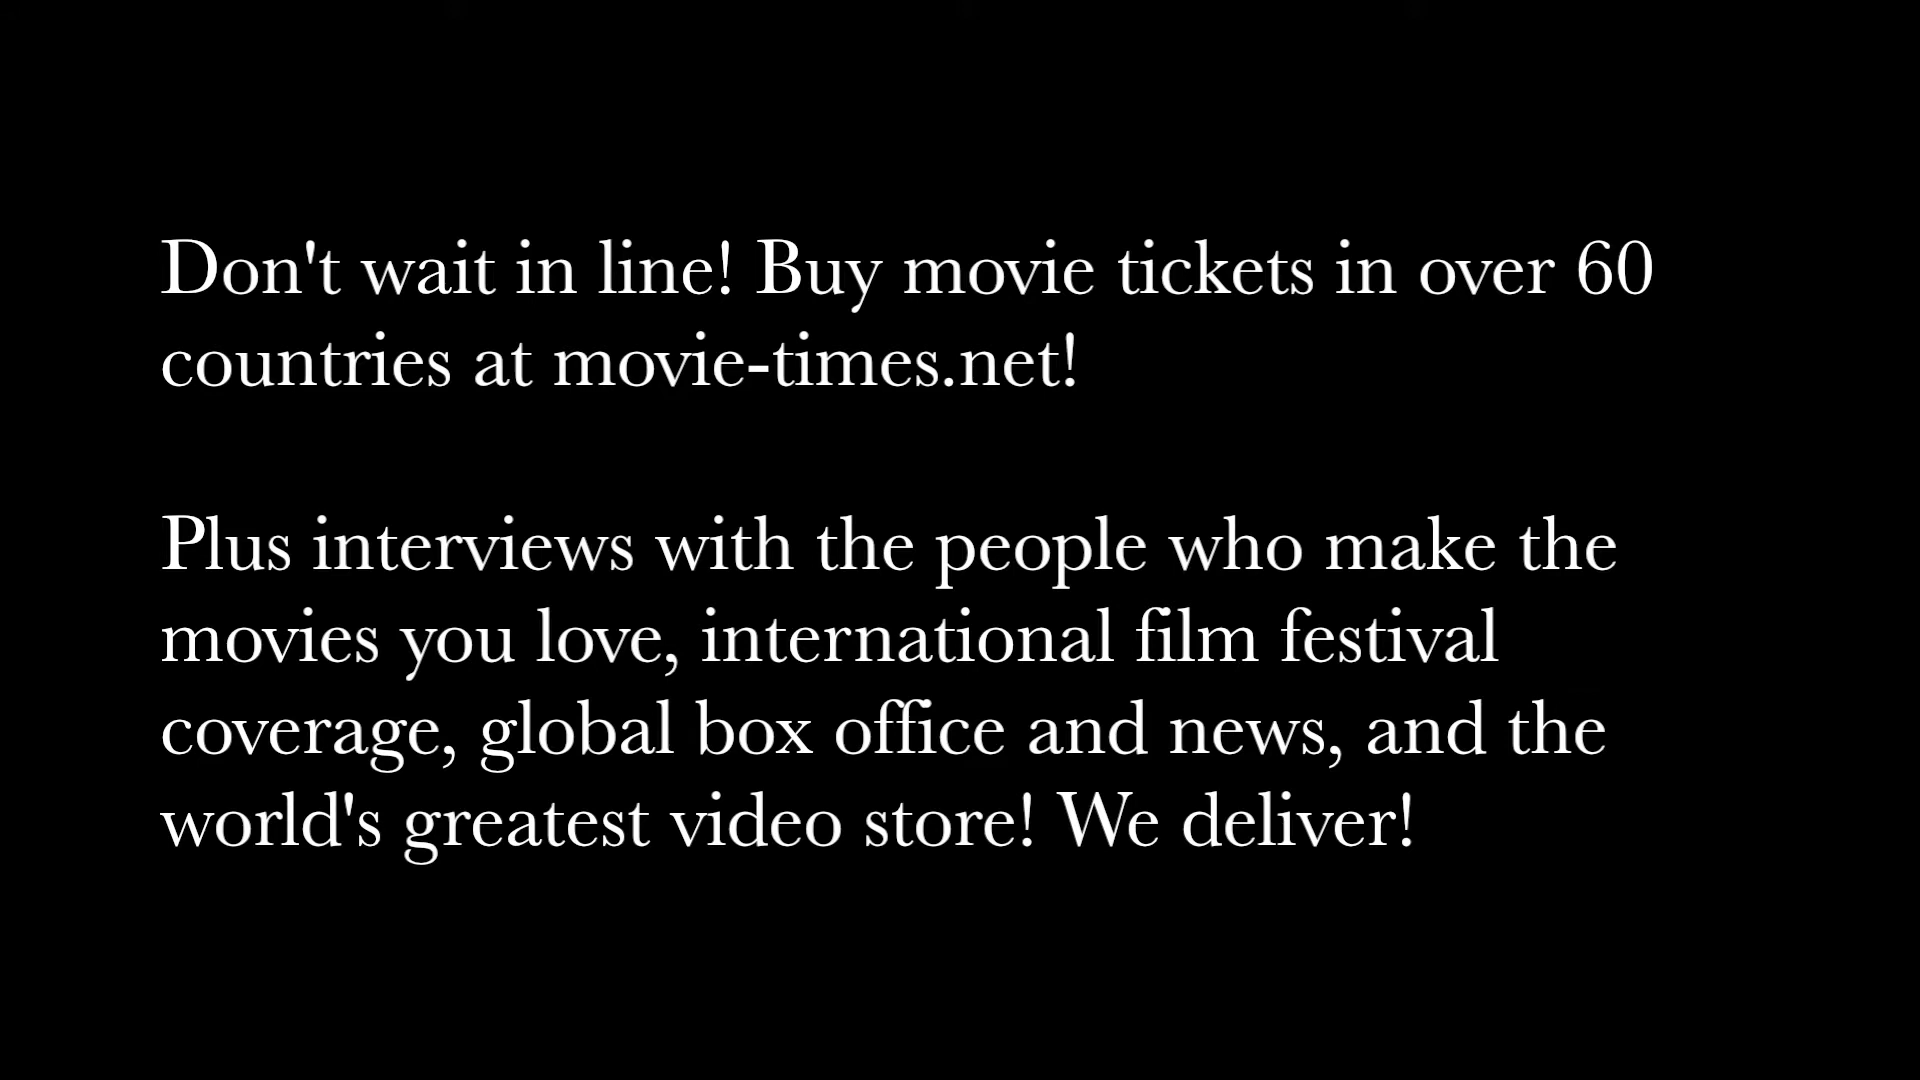 Don't wait in line! Buy movie tickets in over 60
countries at movie-times.net!
Plus interviews with the people who make the
movies you love, international film festival
coverage, global box office and news, and the
world's greatest video store! We deliver!